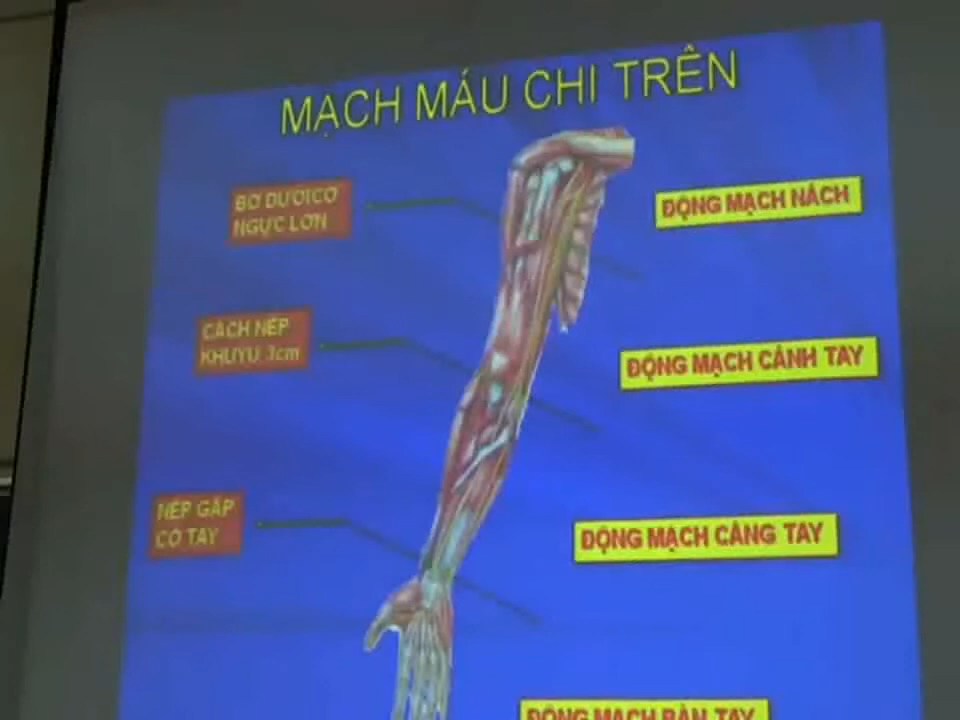 MẠCH MÁU CHI TRÊN
BỜ DƯỚI CƠ
NGỰC LỚN
ĐỘNG MẠCH NÁCH
CÁCH NẾP
KHUỶU 3cm
ĐỘNG MẠCH CÁNH TAY
NẾP GẤP
CỔ TAY
ĐỘNG MẠCH CẲNG TAY
ĐỘNG MẠCH BÀN TAY